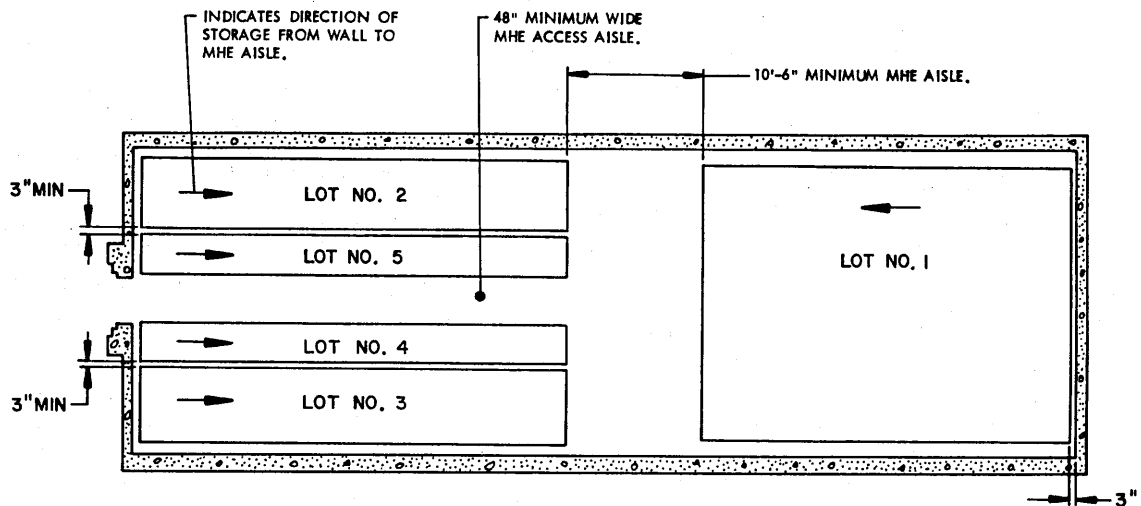 INDICATES DIRECTION OF
STORAGE FROM WALL TO
MHE AISLE.
48" MINIMUM WIDE
MHE ACCESS AISLE.
10'-6" MINIMUM MHE AISLE.
3" MIN
LOT NO. 2
LOT NO. 5
LOT NO. 1
LOT NO. 4
3" MIN
LOT NO. 3
3"